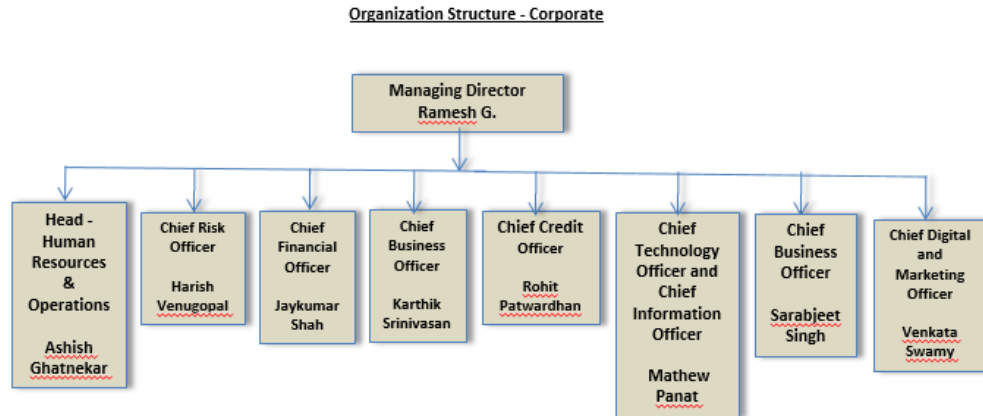 Organization Structure - Corporate
Managing Director
Ramesh G.
Head -
Human
Resources
&
Operations
Ashish
Ghatnekar
Chief Risk
Officer
Harish
Venugopal
Chief
Financial
Officer
Jaykumar
Shah
Chief
Business
Officer
Karthik
Srinivasan
Chief Credit
Officer
Rohit
Patwardhan
Chief
Technology
Officer and
Chief
Information
Officer
Mathew
Panat
Chief
Business
Officer
Sarabjeet
Singh
Chief Digital
and
Marketing
Officer
Venkata
Swamy